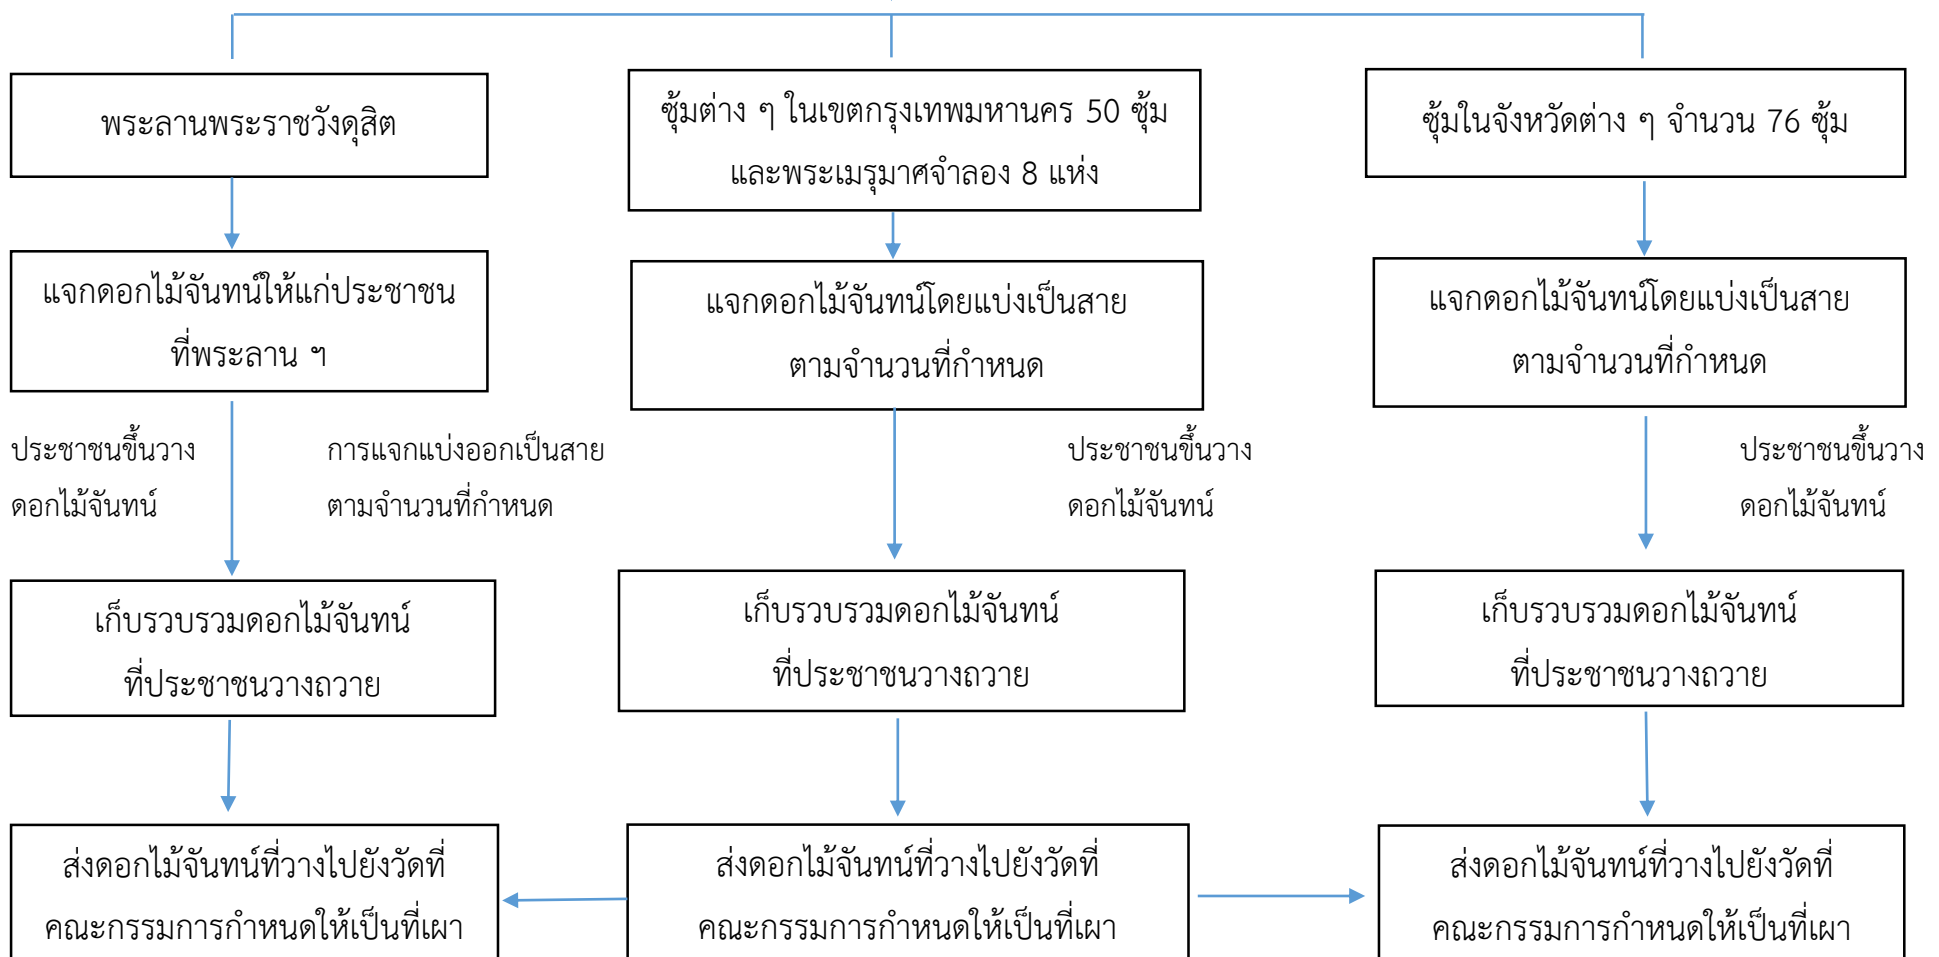 พระลานพระราชวังดุสิต
ซุ้มต่าง ๆ ในเขตกรุงเทพมหานคร 50 ซุ้ม
และพระเมรุมาศจำลอง 8 แห่ง
ซุ้มในจังหวัดต่าง ๆ จำนวน 76 ซุ้ม
แจกดอกไม้จันทน์ให้แก่ประชาชน
ที่พระลาน ฯ
แจกดอกไม้จันทน์โดยแบ่งเป็นสาย
ตามจำนวนที่กำหนด
แจกดอกไม้จันทน์โดยแบ่งเป็นสาย
ตามจำนวนที่กำหนด
ประชาชนขึ้นวาง
ดอกไม้จันทน์
การแจกแบ่งออกเป็นสาย
ตามจำนวนที่กำหนด
ประชาชนขึ้นวาง
ดอกไม้จันทน์
ประชาชนขึ้นวาง
ดอกไม้จันทน์
เก็บรวบรวมดอกไม้จันทน์
ที่ประชาชนวางถวาย
เก็บรวบรวมดอกไม้จันทน์
ที่ประชาชนวางถวาย
เก็บรวบรวมดอกไม้จันทน์
ที่ประชาชนวางถวาย
ส่งดอกไม้จันทน์ที่วางไปยังวัดที่
คณะกรรมการกำหนดให้เป็นที่เผา
ส่งดอกไม้จันทน์ที่วางไปยังวัดที่
คณะกรรมการกำหนดให้เป็นที่เผา
ส่งดอกไม้จันทน์ที่วางไปยังวัดที่
คณะกรรมการกำหนดให้เป็นที่เผา